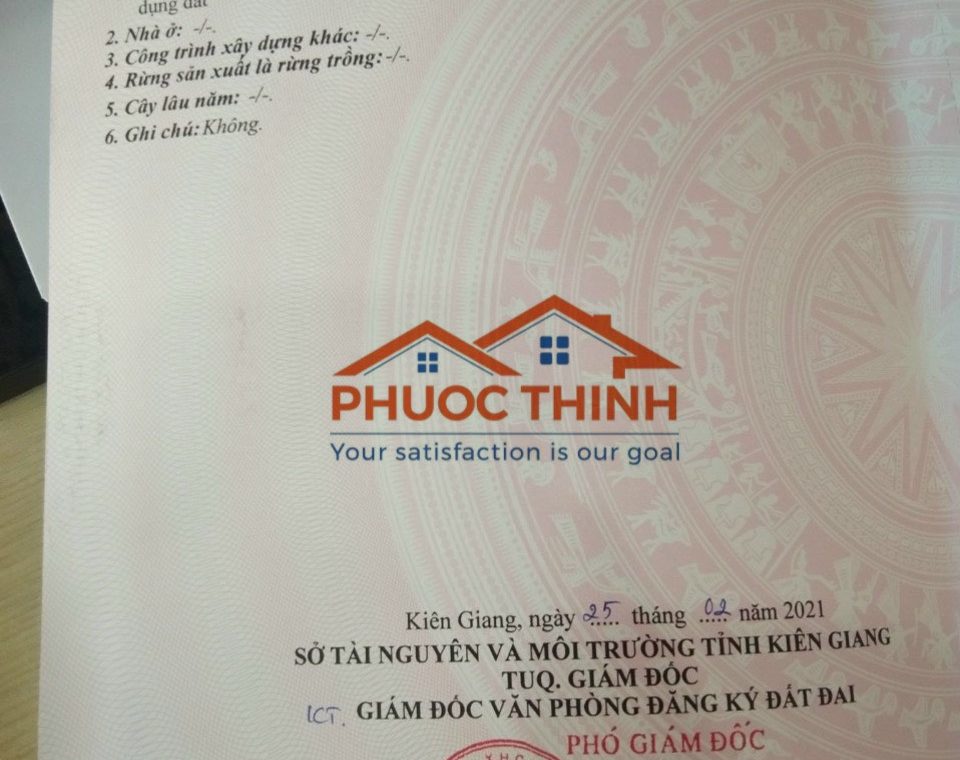 dụng đất
2. Nhà ở: -/-.
3. Công trình xây dựng khác: -/-.
4. Rừng sản xuất là rừng trồng: -/-.
5. Cây lâu năm: -/-.
6. Ghi chú: Không.
PHUOC THINH
Your satisfaction is our goal
Kiên Giang, ngày 25 tháng 02 năm 2021
SỞ TÀI NGUYÊN VÀ MÔI TRƯỜNG TỈNH KIÊN GIANG
TUQ. GIÁM ĐỐC
KT. GIÁM ĐỐC VĂN PHÒNG ĐĂNG KÝ ĐẤT ĐAI
PHÓ GIÁM ĐỐC